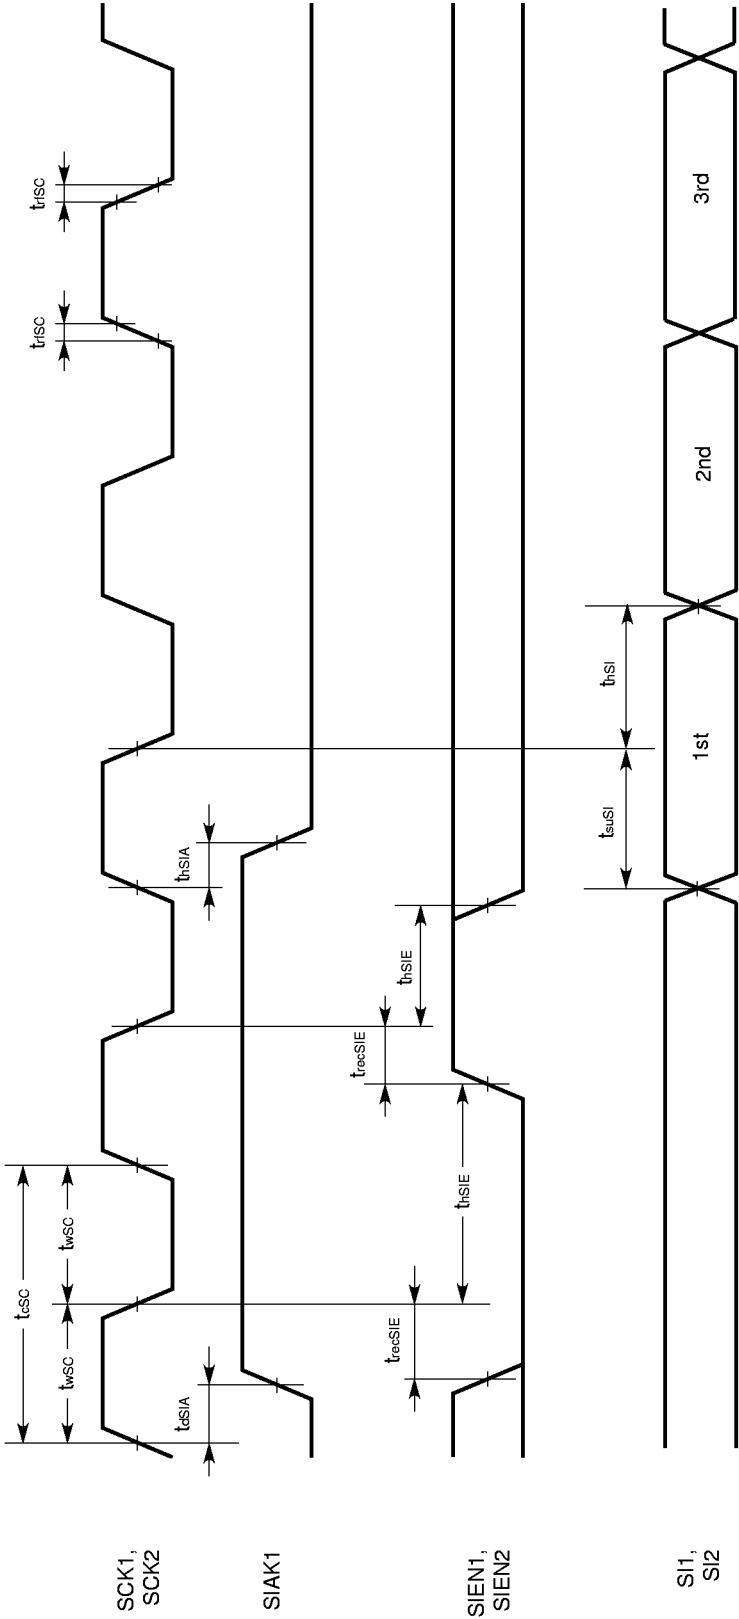 tcSC
twSC
twSC
trfSC
trfSC
SCK1,
SCK2
tdSIA
thSIA
SIAK1
trecSIE
thSIE
trecSIE
thSIE
SIEN1,
SIEN2
tsuSI
thSI
SI1,
SI2
1st
2nd
3rd